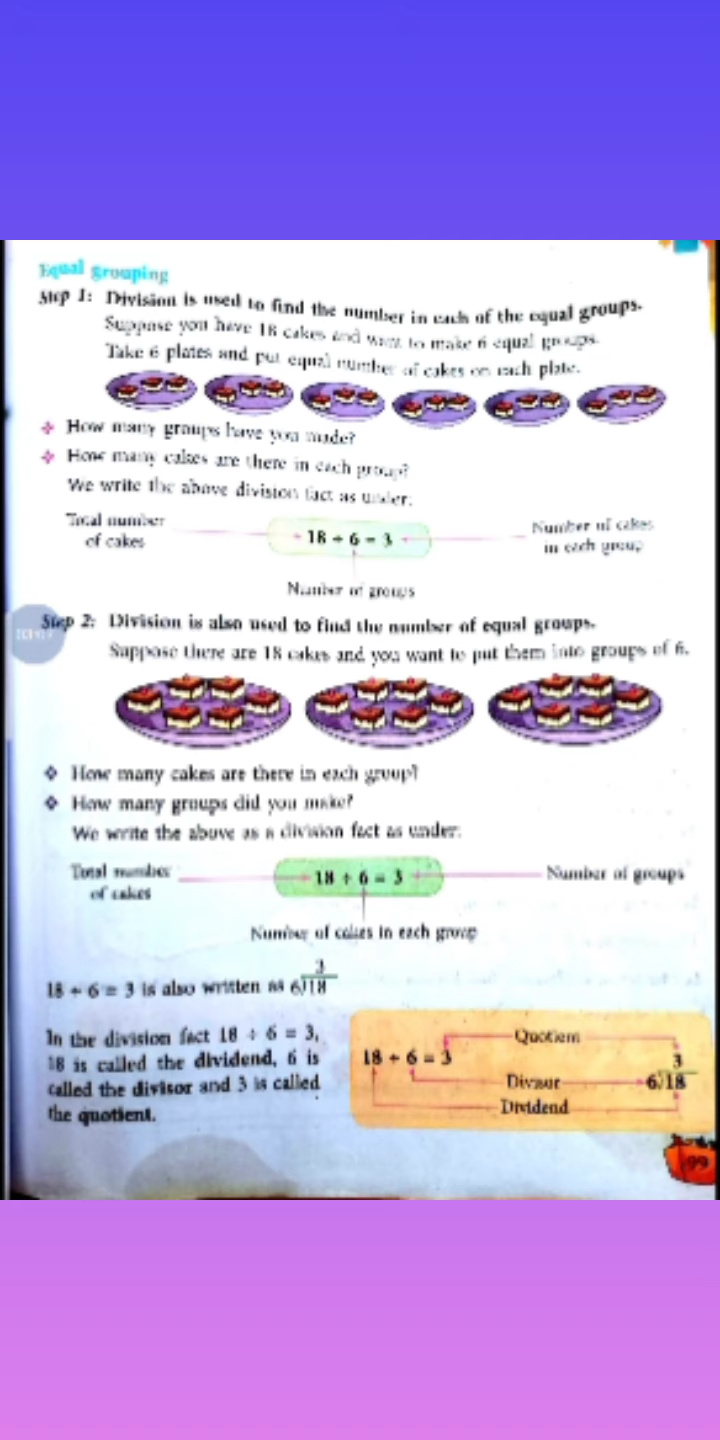 Equal grouping
Step 1: Division is used to find the number in each of the equal groups.
Suppose you have 18 cakes and want to make 6 equal groups.
Take 6 plates and put equal number of cakes on each plate.
How many groups have you made?
How many cakes are there in each group?
We write the above division fact as under:
Total number of cakes
18 ÷ 6 = 3
Number of cakes in each group
Number of groups
Step 2: Division is also used to find the number of equal groups.
Suppose there are 18 cakes and you want to put them into groups of 6.
How many cakes are there in each group?
How many groups did you make?
We write the above as a division fact as under:
Total number of cakes
18 ÷ 6 = 3
Number of groups
Number of cakes in each group
3
18 ÷ 6 = 3 is also written as 6)18
In the division fact 18 ÷ 6 = 3,
18 is called the dividend, 6 is
called the divisor and 3 is called
the quotient.
Quotient
18 ÷ 6 = 3
3
Divisor
6)18
Dividend
99